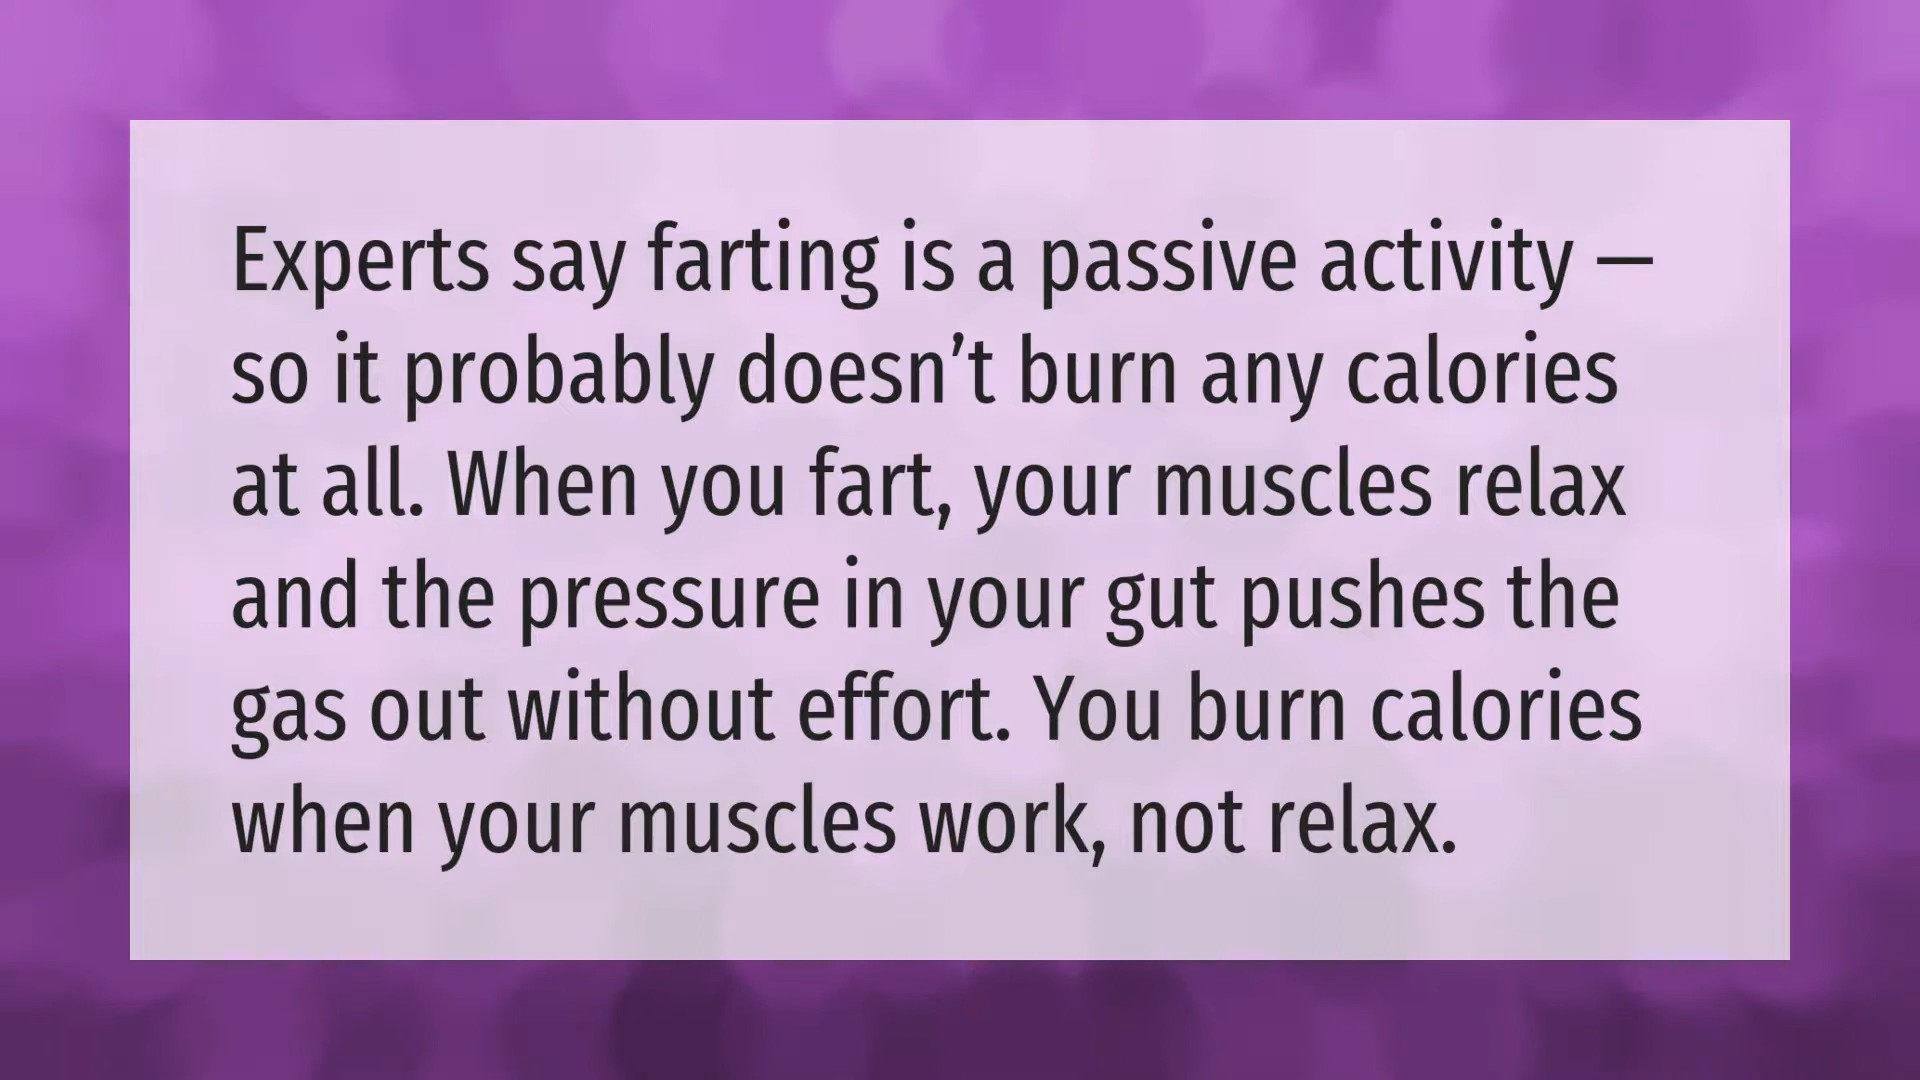 Experts say farting is a passive activity —
so it probably doesn’t burn any calories
at all. When you fart, your muscles relax
and the pressure in your gut pushes the
gas out without effort. You burn calories
when your muscles work, not relax.